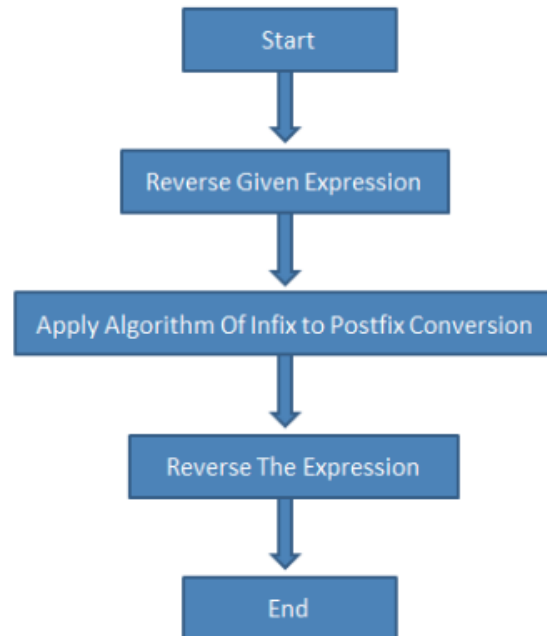 Start
Reverse Given Expression
Apply Algorithm Of Infix to Postfix Conversion
Reverse The Expression
End